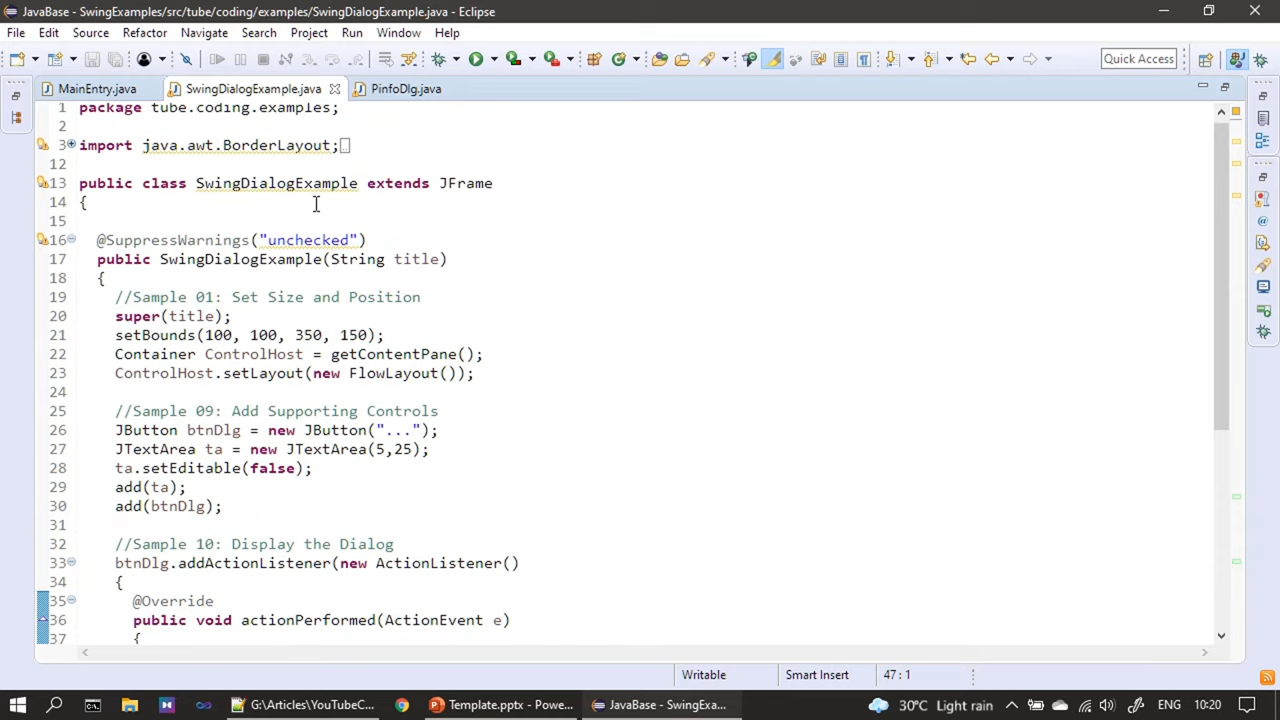 JavaBase - SwingExamples/src/tube/coding/examples/SwingDialogExample.java - Eclipse
File Edit Source Refactor Navigate Search Project Run Window Help
Quick Access
MainEntry.java SwingDialogExample.java PinfoDlg.java
1 package tube.coding.examples;
2
3 import java.awt.BorderLayout;
12
13 public class SwingDialogExample extends JFrame
14 {
15
16 @SuppressWarnings("unchecked")
17 public SwingDialogExample(String title)
18 {
19 //Sample 01: Set Size and Position
20 super(title);
21 setBounds(100, 100, 350, 150);
22 Container ControlHost = getContentPane();
23 ControlHost.setLayout(new FlowLayout());
24
25 //Sample 09: Add Supporting Controls
26 JButton btnDlg = new JButton("...");
27 JTextArea ta = new JTextArea(5,25);
28 ta.setEditable(false);
29 add(ta);
30 add(btnDlg);
31
32 //Sample 10: Display the Dialog
33 btnDlg.addActionListener(new ActionListener()
34 {
35 @Override
36 public void actionPerformed(ActionEvent e)
37 {
Writable Smart Insert 47 : 1
G:\Articles\YouTubeC... Template.pptx - Pow... JavaBase - SwingExa... 30°C Light rain ENG 10:20